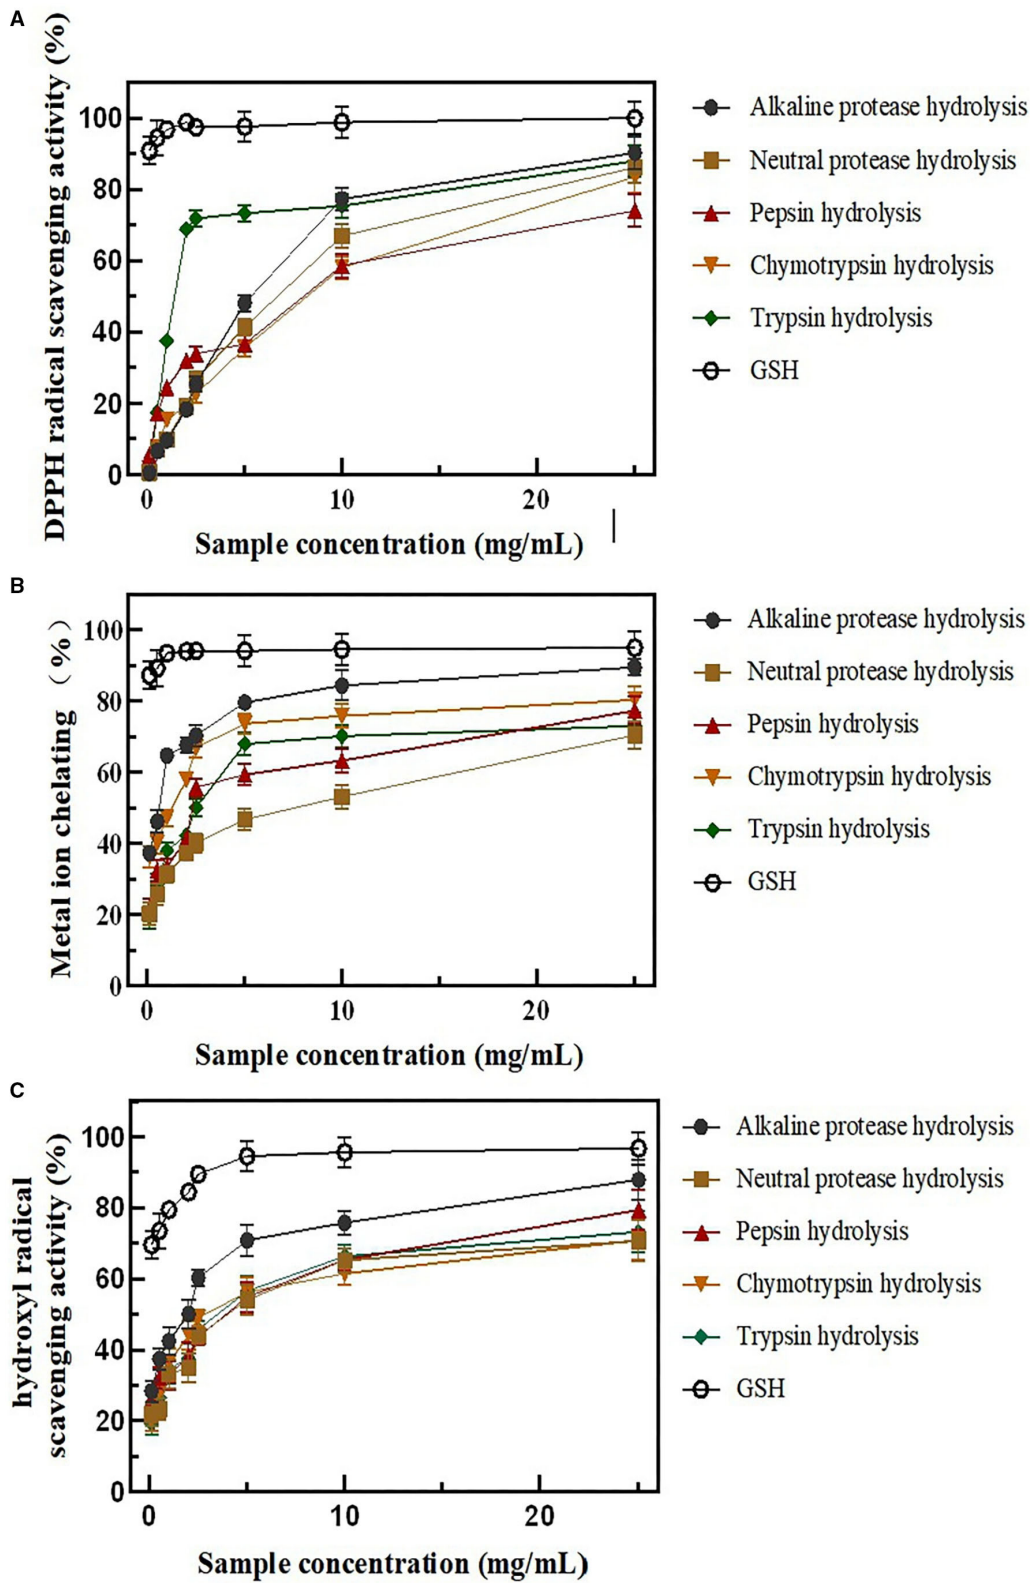 A
DPPH radical scavenging activity (%)
100
80
60
40
20
0
0 10 20
Sample concentration (mg/mL)
Alkaline protease hydrolysis
Neutral protease hydrolysis
Pepsin hydrolysis
Chymotrypsin hydrolysis
Trypsin hydrolysis
GSH
B
Metal ion chelating (%)
100
80
60
40
20
0
0 10 20
Sample concentration (mg/mL)
Alkaline protease hydrolysis
Neutral protease hydrolysis
Pepsin hydrolysis
Chymotrypsin hydrolysis
Trypsin hydrolysis
GSH
C
hydroxyl radical
scavenging activity (%)
100
80
60
40
20
0
0 10 20
Sample concentration (mg/mL)
Alkaline protease hydrolysis
Neutral protease hydrolysis
Pepsin hydrolysis
Chymotrypsin hydrolysis
Trypsin hydrolysis
GSH